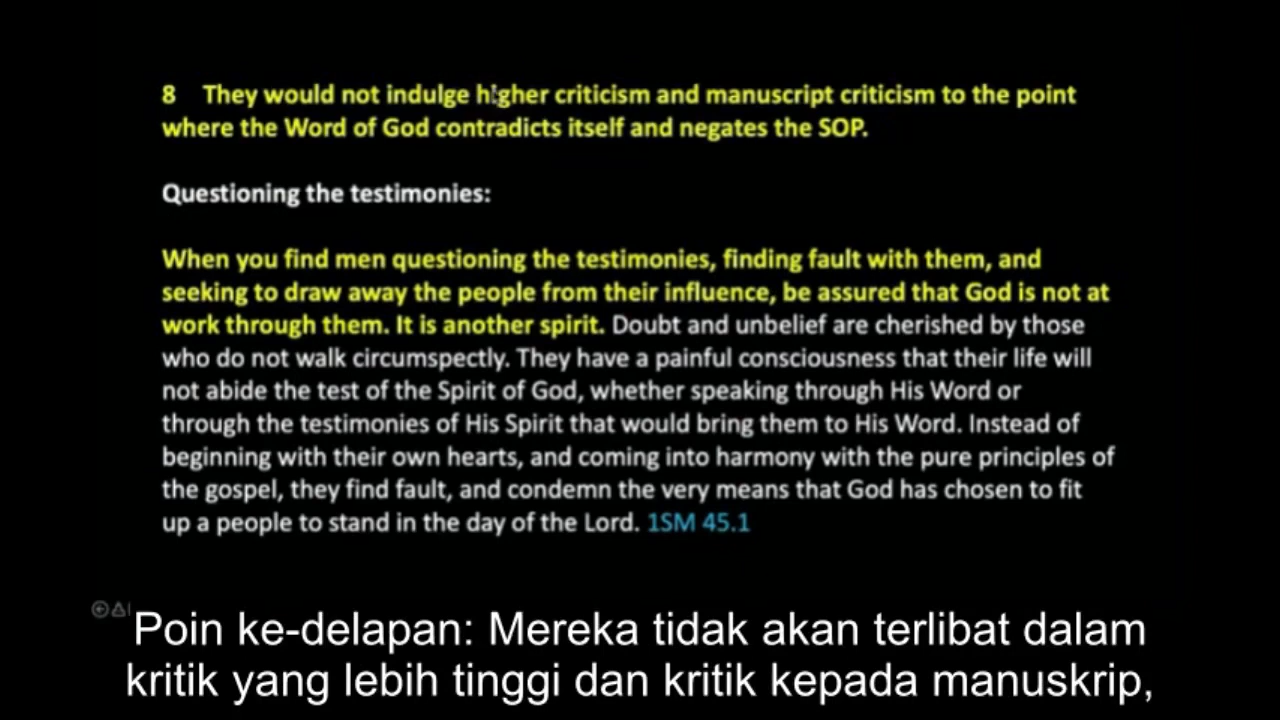 8 They would not indulge higher criticism and manuscript criticism to the point
where the Word of God contradicts itself and negates the SOP.
Questioning the testimonies:
When you find men questioning the testimonies, finding fault with them, and
seeking to draw away the people from their influence, be assured that God is not at
work through them. It is another spirit. Doubt and unbelief are cherished by those
who do not walk circumspectly. They have a painful consciousness that their life will
not abide the test of the Spirit of God, whether speaking through His Word or
through the testimonies of His Spirit that would bring them to His Word. Instead of
beginning with their own hearts, and coming into harmony with the pure principles of
the gospel, they find fault, and condemn the very means that God has chosen to fit
up a people to stand in the day of the Lord. 1SM 45.1
Poin ke-delapan: Mereka tidak akan terlibat dalam
kritik yang lebih tinggi dan kritik kepada manuskrip,